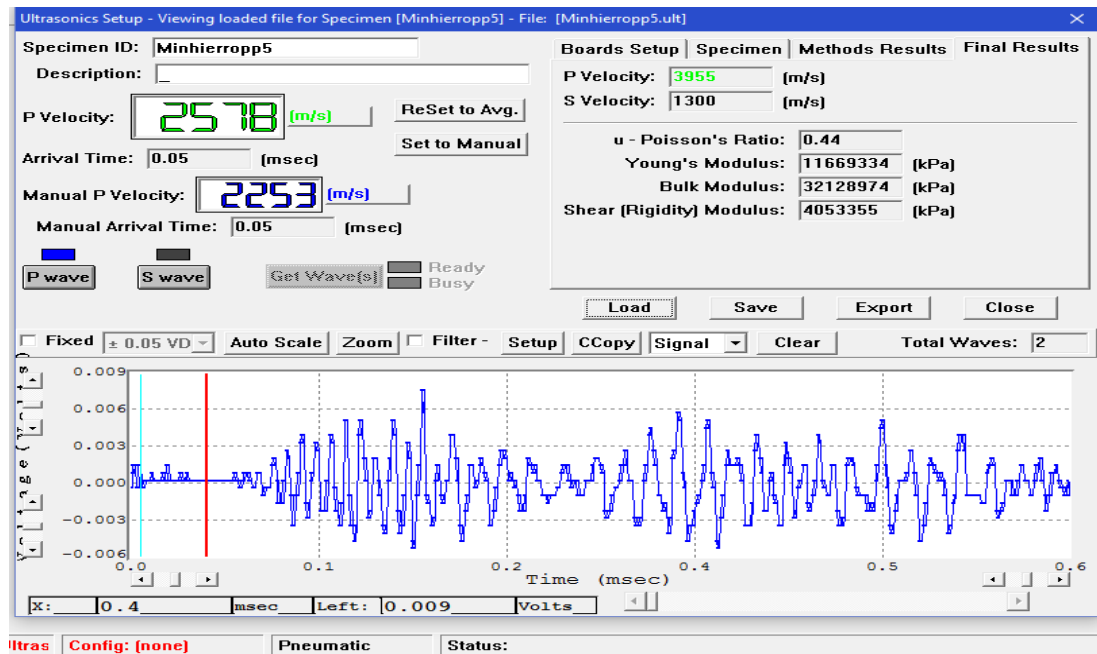 Ultrasonics Setup - Viewing loaded file for Specimen [Minhierropp5] - File: [Minhierropp5.ult]
Specimen ID: Minhierropp5
Description: _
P Velocity: 2578 (m/s)
ReSet to Avg.
Set to Manual
Arrival Time: 0.05 (msec)
Manual P Velocity: 2253 (m/s)
Manual Arrival Time: 0.05 (msec)
P wave S wave Get Wave(s) Ready
Busy
Boards Setup Specimen Methods Results Final Results
P Velocity: 3955 (m/s)
S Velocity: 1300 (m/s)
u - Poisson's Ratio: 0.44
Young's Modulus: 11669334 (kPa)
Bulk Modulus: 32128974 (kPa)
Shear (Rigidity) Modulus: 4053355 (kPa)
Load Save Export Close
Fixed ± 0.05 VD Auto Scale Zoom Filter - Setup CCopy Signal Clear Total Waves: 2
0.009
0.006
0.003
0.000
-0.003
-0.006
0.0 0.1 0.2 0.4 0.5 0.6
Time (msec)
X: 0.4 msec Left: 0.009 Volts
Config: (none) Pneumatic Status: